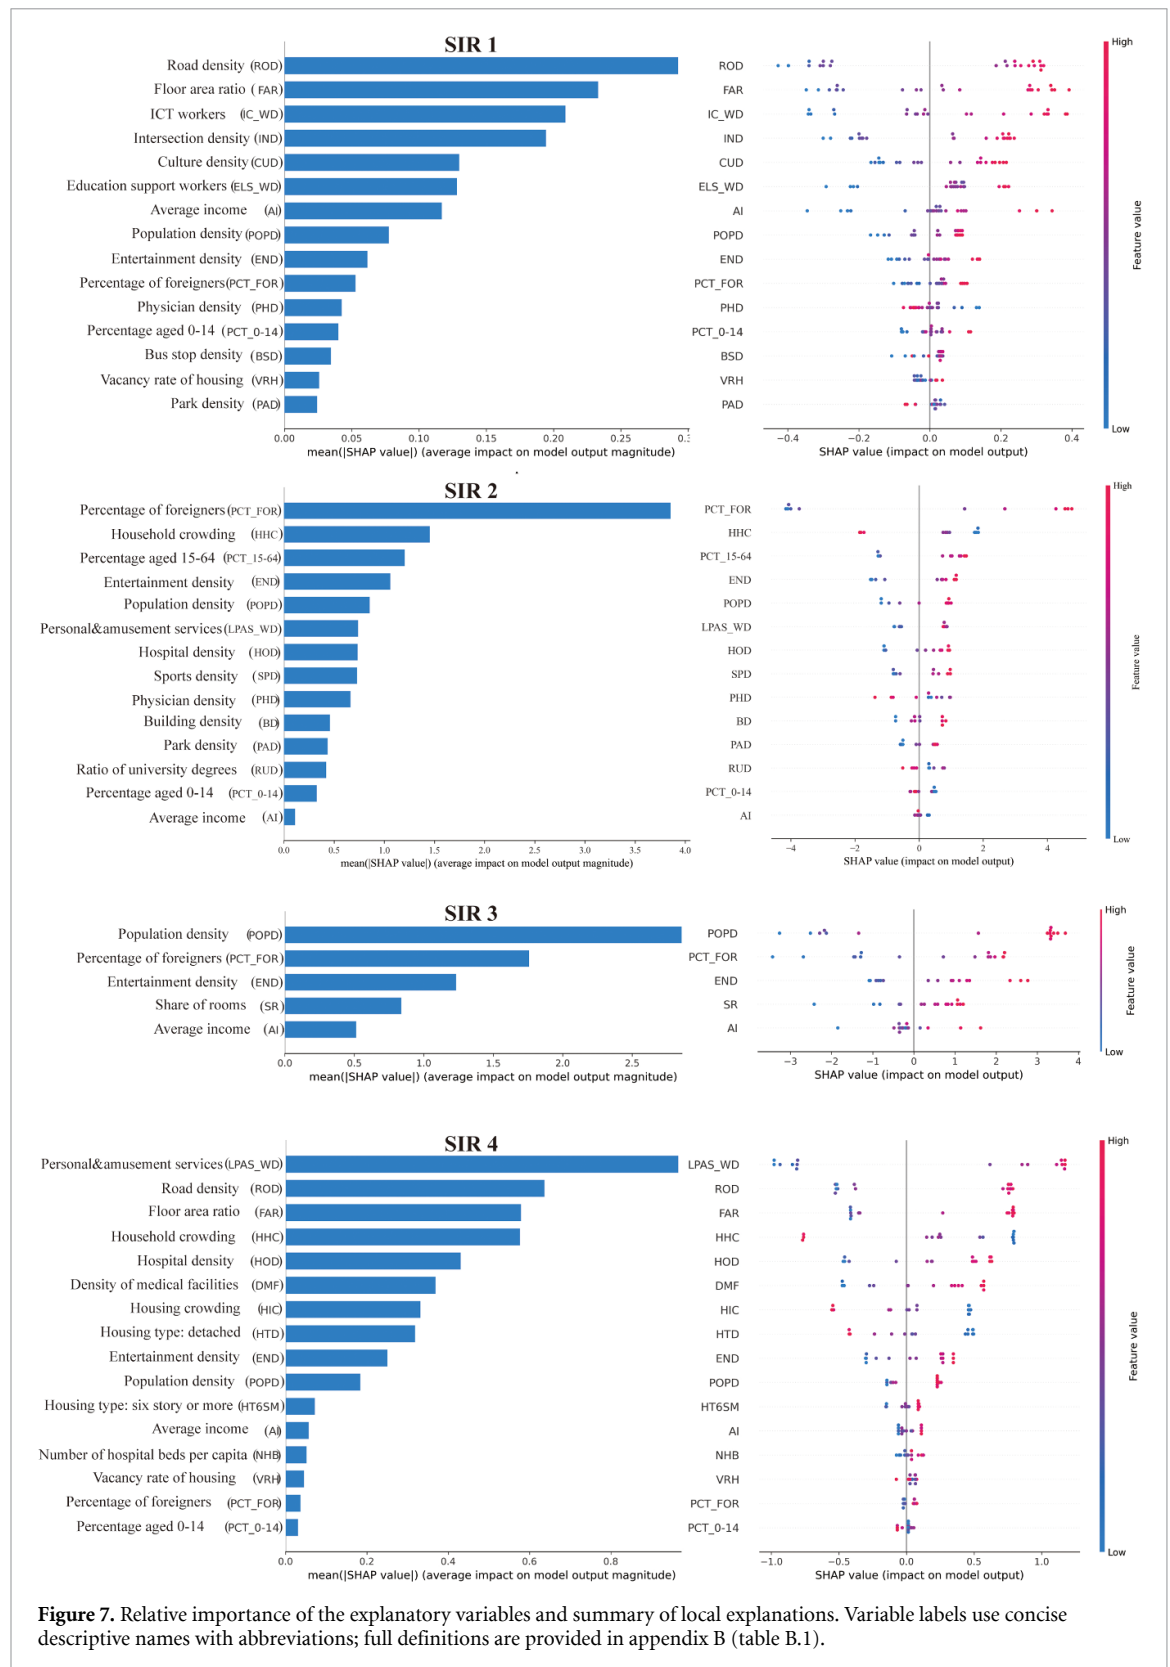 SIR 1
Road density (ROD)
Floor area ratio (FAR)
ICT workers (IC_WD)
Intersection density (IND)
Culture density (CUD)
Education support workers (ELS_WD)
Average income (AI)
Population density (POPD)
Entertainment density (END)
Percentage of foreigners(PCT_FOR)
Physician density (PHD)
Percentage aged 0-14 (PCT_0-14)
Bus stop density (BSD)
Vacancy rate of housing (VRH)
Park density (PAD)
0.00 0.05 0.10 0.15 0.20 0.25 0.3
mean(|SHAP value|) (average impact on model output magnitude)
ROD
FAR
IC_WD
IND
CUD
ELS_WD
AI
POPD
END
PCT_FOR
PHD
PCT_0-14
BSD
VRH
PAD
−0.4 −0.2 0.0 0.2 0.4
SHAP value (impact on model output)
High
Feature value
Low
SIR 2
Percentage of foreigners (PCT_FOR)
Household crowding (HHC)
Percentage aged 15-64 (PCT_15-64)
Entertainment density (END)
Population density (POPD)
Personal&amusement services(LPAS_WD)
Hospital density (HOD)
Sports density (SPD)
Physician density (PHD)
Building density (BD)
Park density (PAD)
Ratio of university degrees (RUD)
Percentage aged 0-14 (PCT_0-14)
Average income (AI)
0.0 0.5 1.0 1.5 2.0 2.5 3.0 3.5 4.0
mean(|SHAP value|) (average impact on model output magnitude)
PCT_FOR
HHC
PCT_15-64
END
POPD
LPAS_WD
HOD
SPD
PHD
BD
PAD
RUD
PCT_0-14
AI
−4 −2 0 2 4
SHAP value (impact on model output)
High
Feature value
Low
SIR 3
Population density (POPD)
Percentage of foreigners (PCT_FOR)
Entertainment density (END)
Share of rooms (SR)
Average income (AI)
0.0 0.5 1.0 1.5 2.0 2.5
mean(|SHAP value|) (average impact on model output magnitude)
POPD
PCT_FOR
END
SR
AI
−3 −2 −1 0 1 2 3 4
SHAP value (impact on model output)
High
Feature value
Low
SIR 4
Personal&amusement services(LPAS_WD)
Road density (ROD)
Floor area ratio (FAR)
Household crowding (HHC)
Hospital density (HOD)
Density of medical facilities (DMF)
Housing crowding (HIC)
Housing type: detached (HTD)
Entertainment density (END)
Population density (POPD)
Housing type: six story or more (HT6SM)
Average income (AI)
Number of hospital beds per capita (NHB)
Vacancy rate of housing (VRH)
Percentage of foreigners (PCT_FOR)
Percentage aged 0-14 (PCT_0-14)
0.0 0.2 0.4 0.6 0.8
mean(|SHAP value|) (average impact on model output magnitude)
LPAS_WD
ROD
FAR
HHC
HOD
DMF
HIC
HTD
END
POPD
HT6SM
AI
NHB
VRH
PCT_FOR
PCT_0-14
−1.0 −0.5 0.0 0.5 1.0
SHAP value (impact on model output)
High
Feature value
Low
Figure 7. Relative importance of the explanatory variables and summary of local explanations. Variable labels use concise
descriptive names with abbreviations; full definitions are provided in appendix B (table B.1).